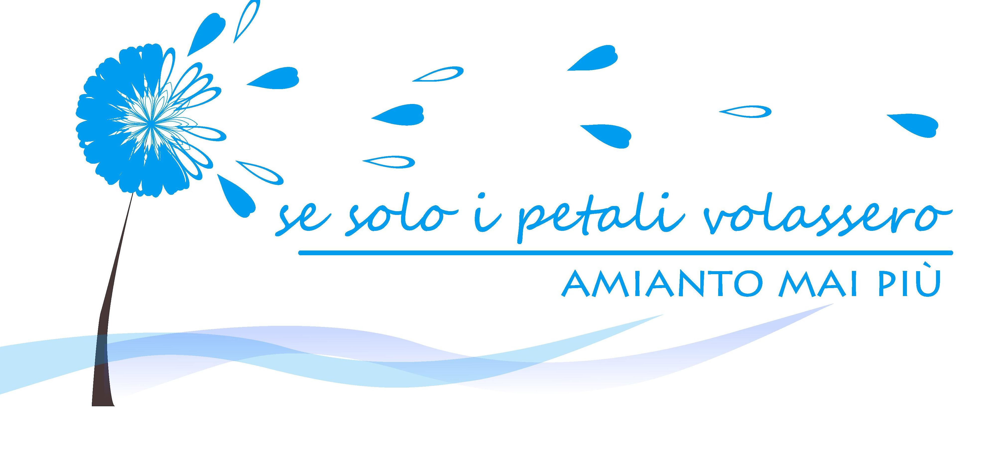 se solo i petali volassero
AMIANTO MAI PIÙ